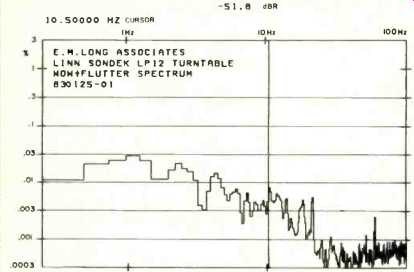 -51.8 dBR
10.50000 HZ CURSOR
1Hz 10Hz 100Hz
3
%
E.M.LONG ASSOCIATES
LINN SONDEK LP12 TURNTABLE
WOW+FLUTTER SPECTRUM
830125-01
1
.3
.1
.03
.01
.003
.001
.0003